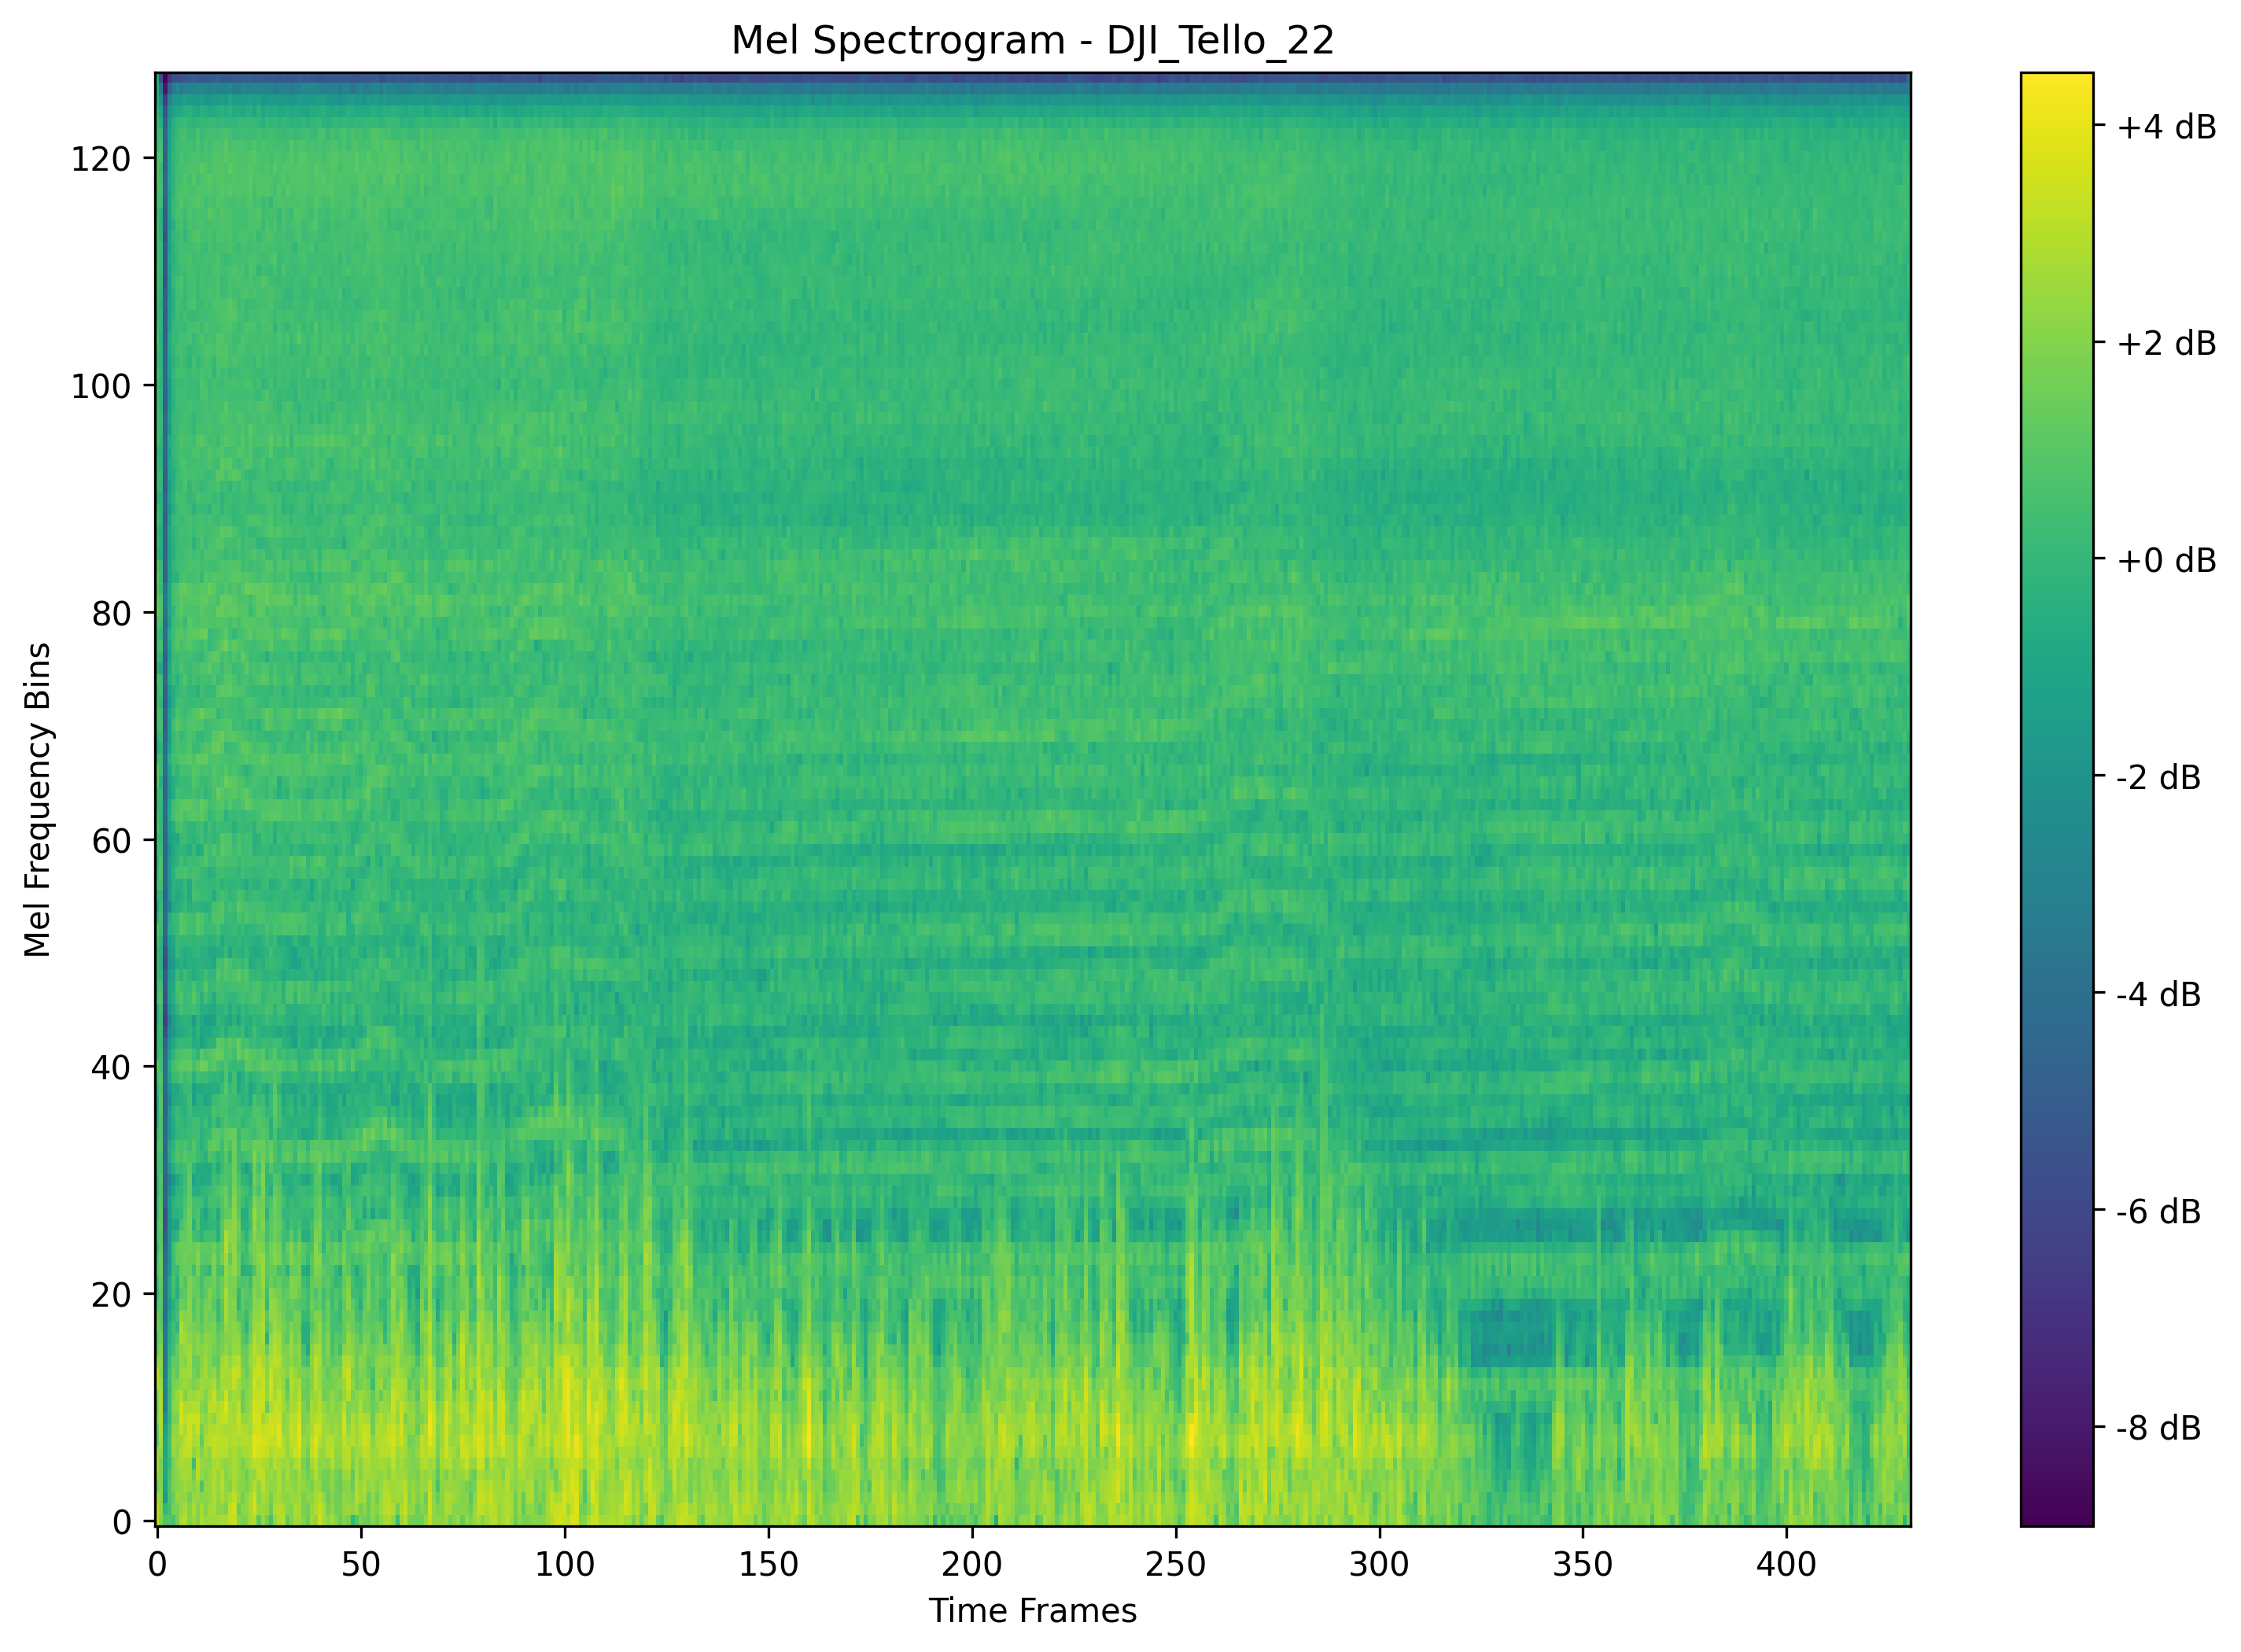 Mel Spectrogram - DJI_Tello_22
Mel Frequency Bins
120
100
80
60
40
20
0
0 50 100 150 200 250 300 350 400
Time Frames
+4 dB
+2 dB
+0 dB
-2 dB
-4 dB
-6 dB
-8 dB